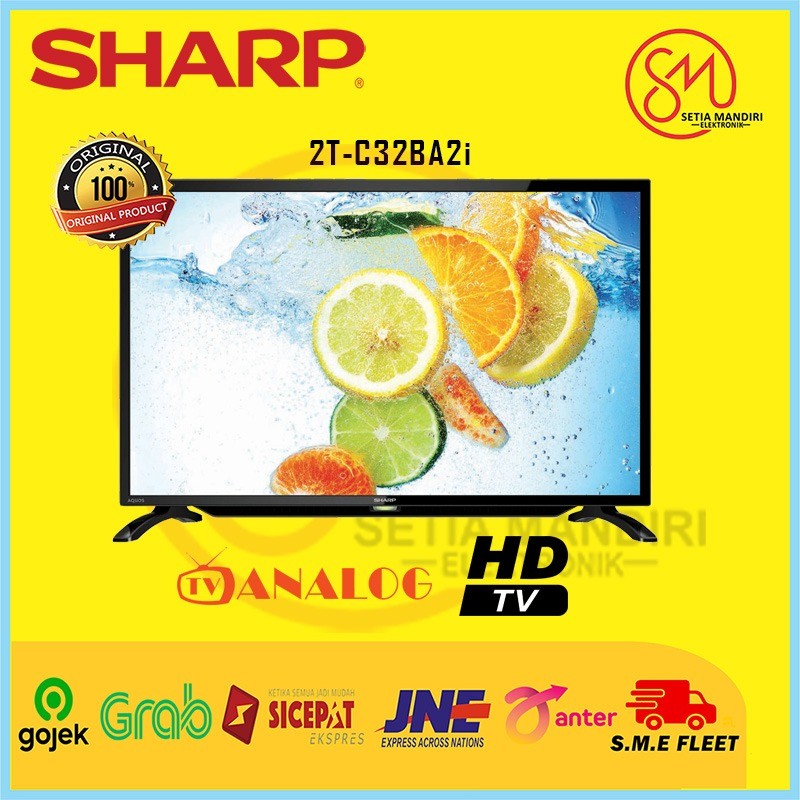 SHARP®
SM
SETIA MANDIRI
ELEKTRONIK
2T-C32BA2i
ORIGINAL
100%
ORIGINAL PRODUCT
AQUOS
SHARP
SETIA MANDIRI
ELEKTRONIK
TV ANALOG
HD
TV
gojek
Grab
KETIKA SEMUA JADI MUDAH
SICEPAT
EKSPRES
JNE
EXPRESS ACROSS NATIONS
anter
S.M.E FLEET